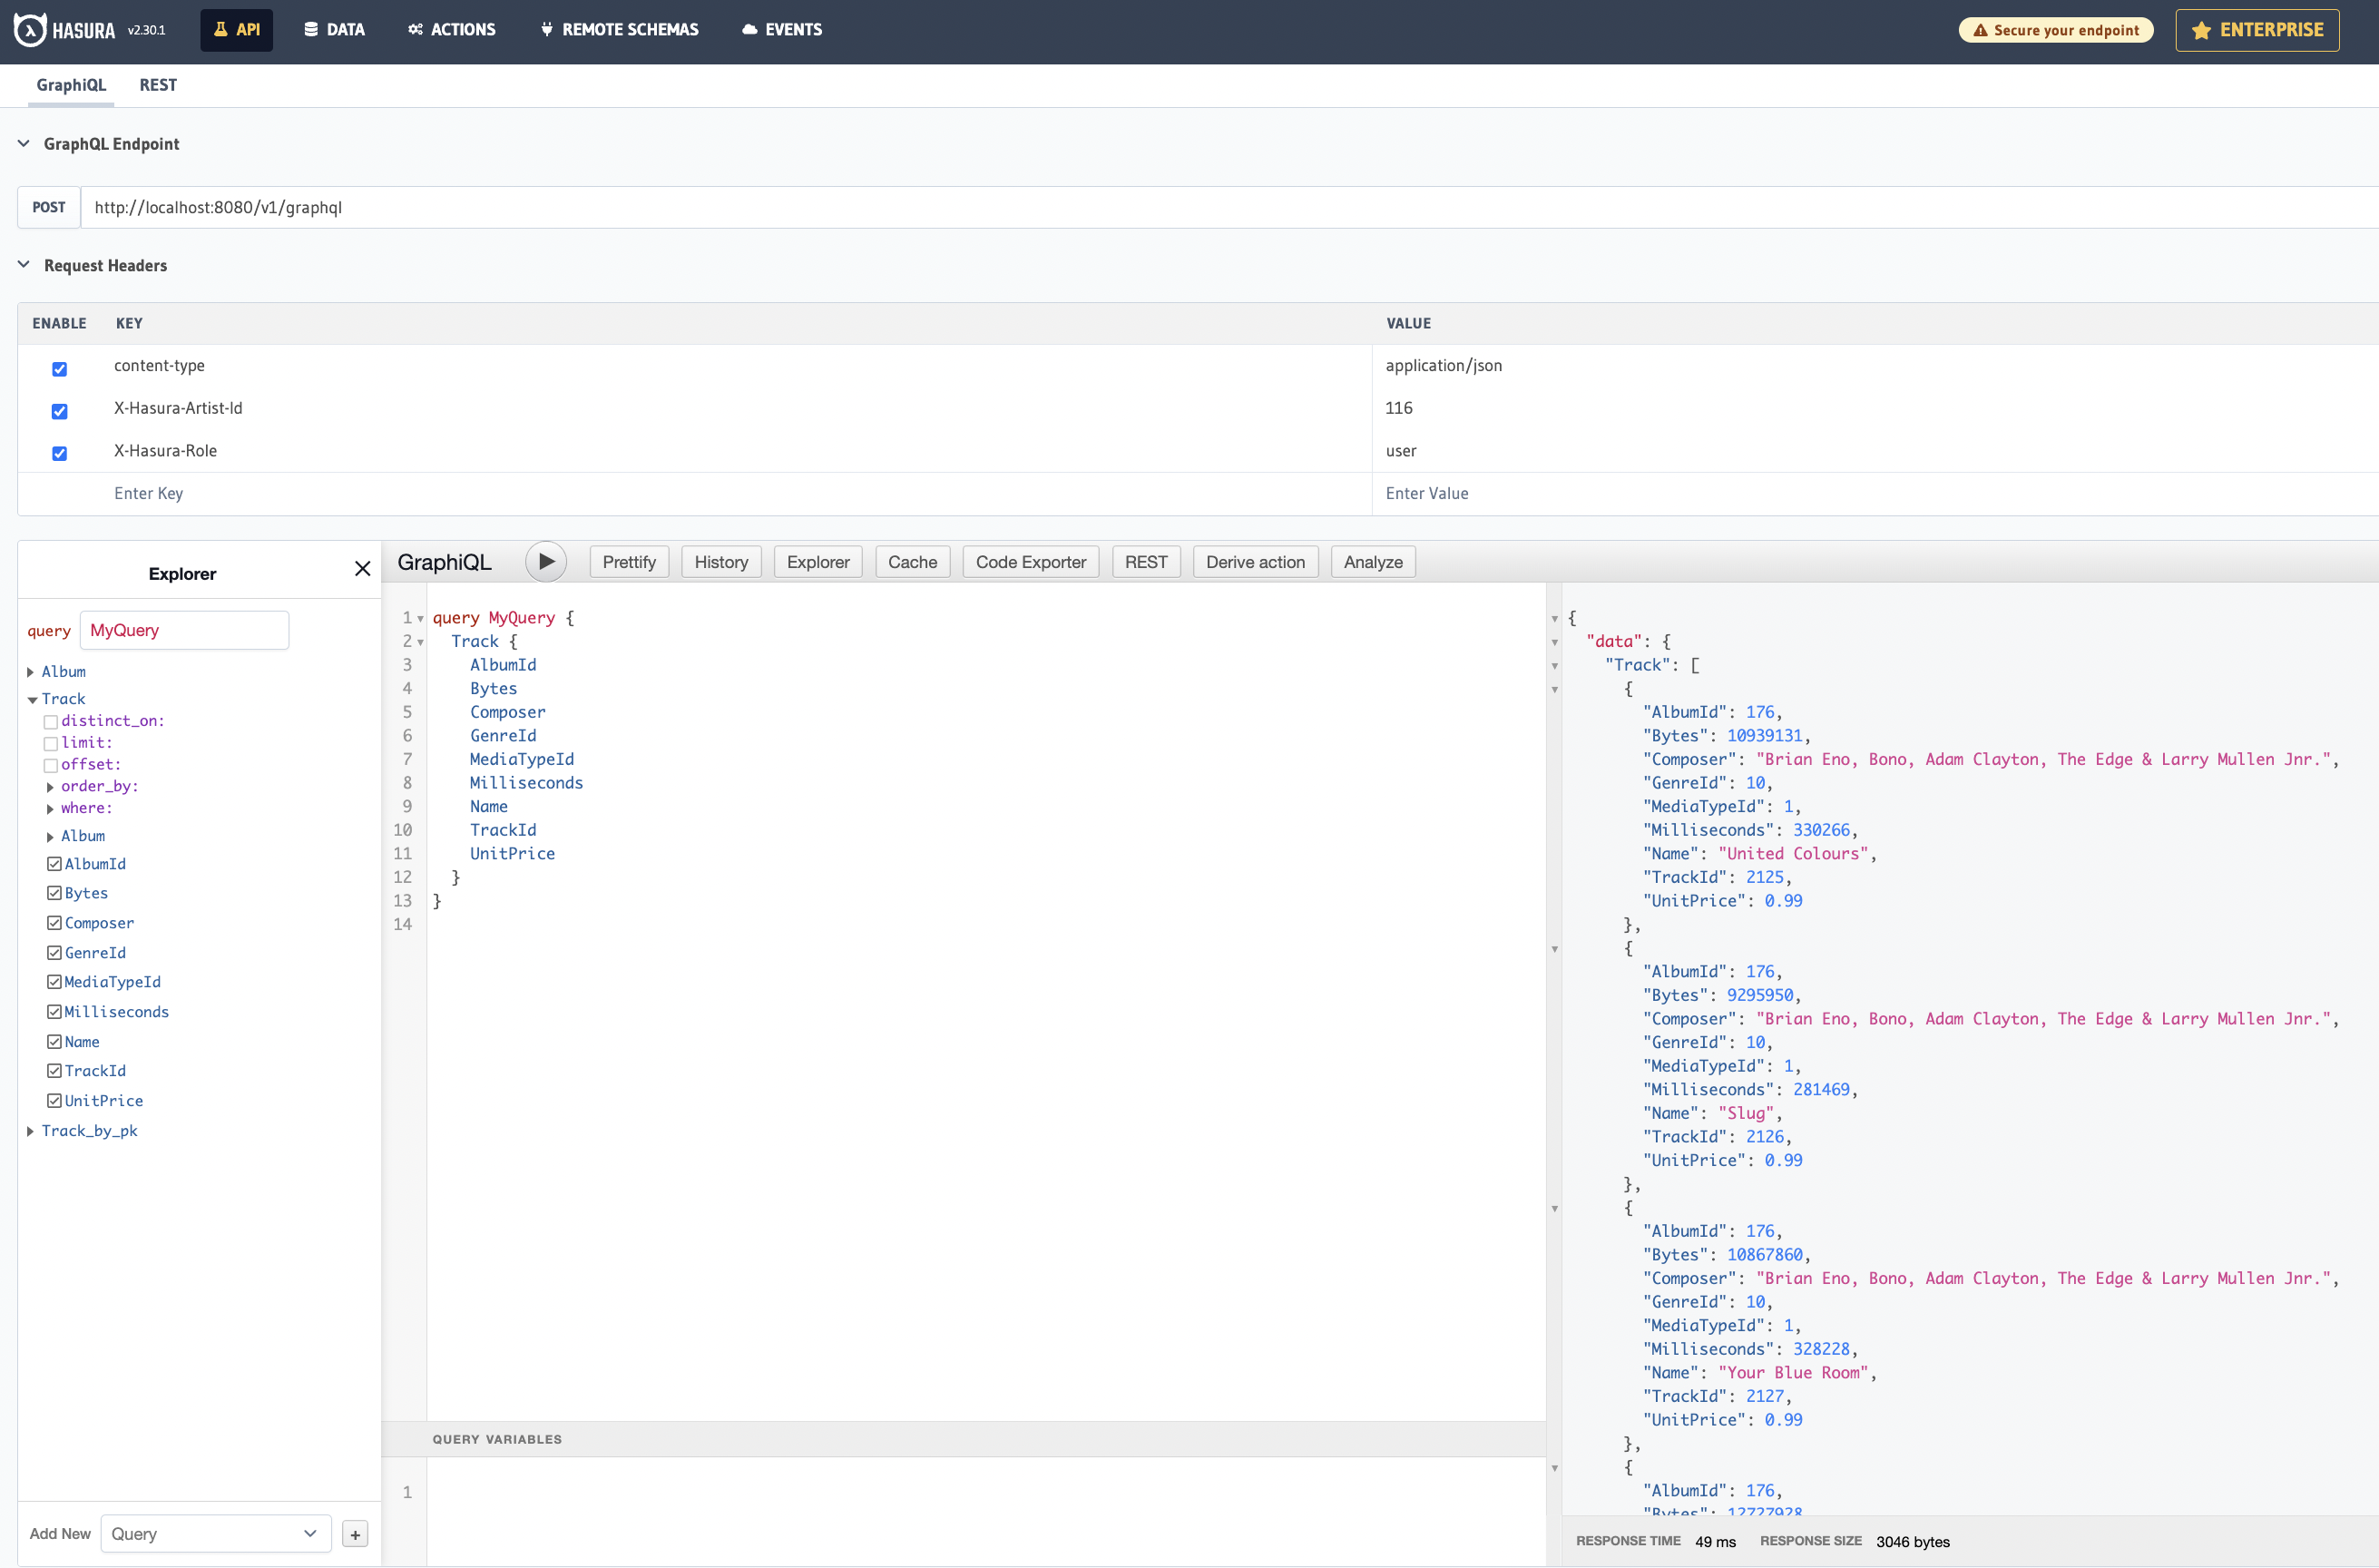 HASURA v2.30.1 API DATA ACTIONS REMOTE SCHEMAS EVENTS Secure your endpoint ENTERPRISE
GraphiQL REST
GraphQL Endpoint
POST http://localhost:8080/v1/graphql
Request Headers
ENABLE KEY VALUE
content-type application/json
X-Hasura-Artist-Id 116
X-Hasura-Role user
Enter Key Enter Value
Explorer
query MyQuery
Album
Track
distinct_on:
limit:
offset:
order_by:
where:
Album
AlbumId
Bytes
Composer
GenreId
MediaTypeId
Milliseconds
Name
TrackId
UnitPrice
Track_by_pk
Add New Query +
GraphiQL Prettify History Explorer Cache Code Exporter REST Derive action Analyze
1 query MyQuery {
2 Track {
3 AlbumId
4 Bytes
5 Composer
6 GenreId
7 MediaTypeId
8 Milliseconds
9 Name
10 TrackId
11 UnitPrice
12 }
13 }
14
QUERY VARIABLES
1
{
"data": {
"Track": [
{
"AlbumId": 176,
"Bytes": 10939131,
"Composer": "Brian Eno, Bono, Adam Clayton, The Edge & Larry Mullen Jnr.",
"GenreId": 10,
"MediaTypeId": 1,
"Milliseconds": 330266,
"Name": "United Colours",
"TrackId": 2125,
"UnitPrice": 0.99
},
{
"AlbumId": 176,
"Bytes": 9295950,
"Composer": "Brian Eno, Bono, Adam Clayton, The Edge & Larry Mullen Jnr.",
"GenreId": 10,
"MediaTypeId": 1,
"Milliseconds": 281469,
"Name": "Slug",
"TrackId": 2126,
"UnitPrice": 0.99
},
{
"AlbumId": 176,
"Bytes": 10867860,
"Composer": "Brian Eno, Bono, Adam Clayton, The Edge & Larry Mullen Jnr.",
"GenreId": 10,
"MediaTypeId": 1,
"Milliseconds": 328228,
"Name": "Your Blue Room",
"TrackId": 2127,
"UnitPrice": 0.99
},
{
"AlbumId": 176,
"Bytes": 12727928
RESPONSE TIME 49 ms RESPONSE SIZE 3046 bytes